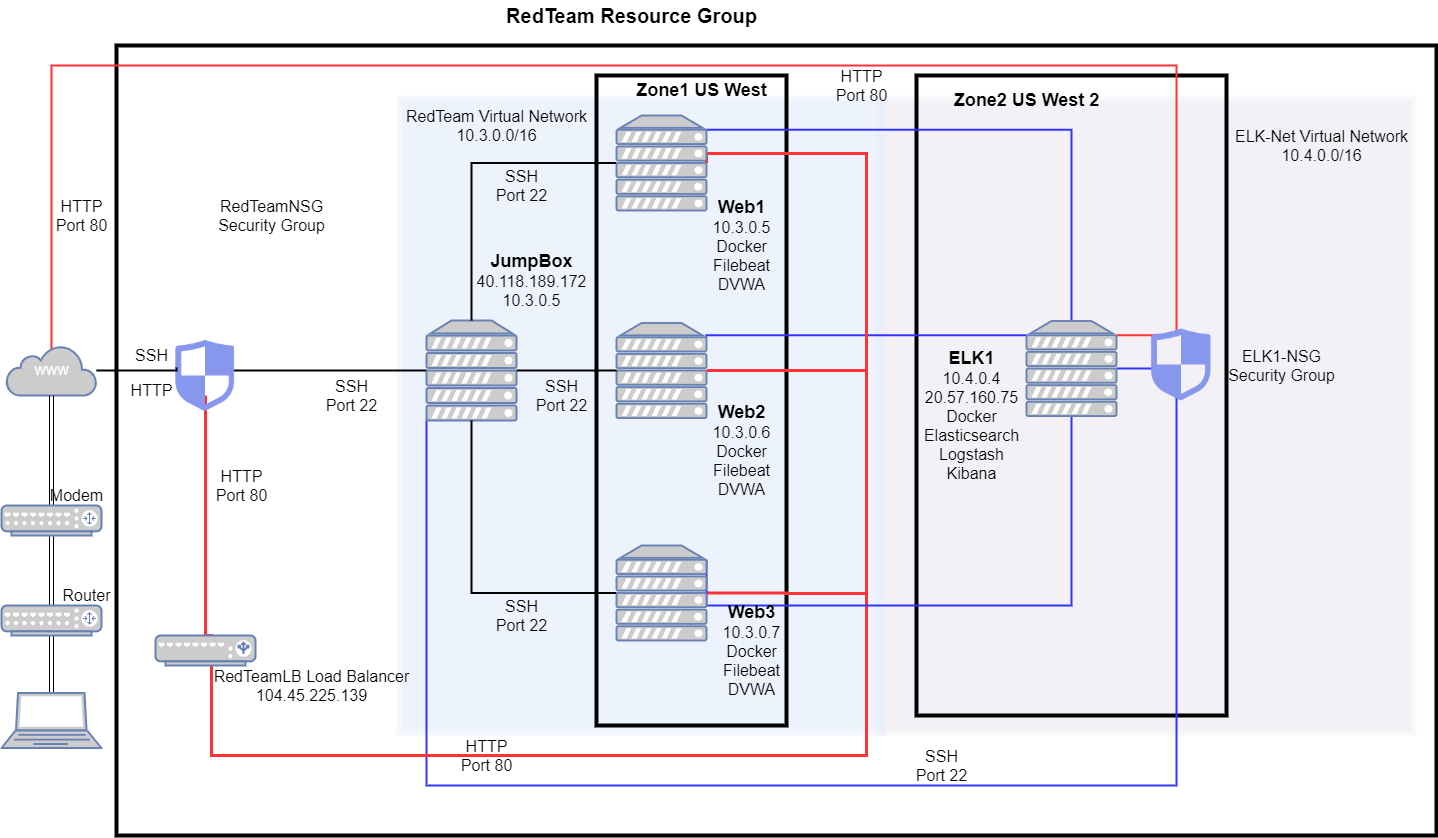 RedTeam Resource Group
Zone1 US West
HTTP
Port 80
Zone2 US West 2
RedTeam Virtual Network
10.3.0.0/16
ELK-Net Virtual Network
10.4.0.0/16
SSH
Port 22
HTTP
Port 80
RedTeamNSG
Security Group
Web1
10.3.0.5
Docker
Filebeat
DVWA
JumpBox
40.118.189.172
10.3.0.5
SSH
HTTP
WWW
SSH
Port 22
SSH
Port 22
ELK1
10.4.0.4
20.57.160.75
Docker
Elasticsearch
Logstash
Kibana
ELK1-NSG
Security Group
Web2
10.3.0.6
Docker
Filebeat
DVWA
HTTP
Port 80
Modem
Router
SSH
Port 22
Web3
10.3.0.7
Docker
Filebeat
DVWA
RedTeamLB Load Balancer
104.45.225.139
HTTP
Port 80
SSH
Port 22